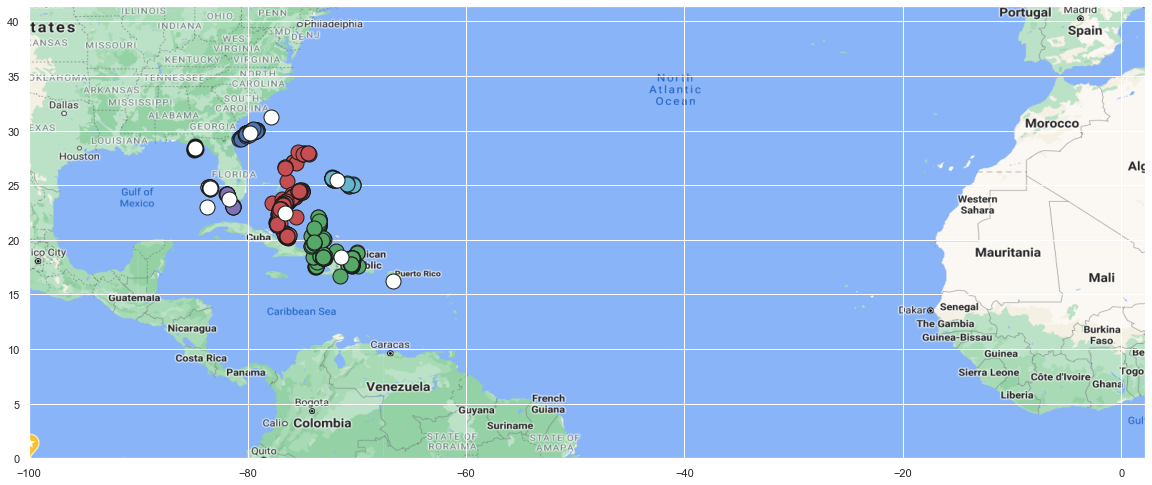 ILLINOIS
OHIO
PENN
Philadelphia
Portugal
Madrid
Spain
tates
INDIANA
MD
DE
NJ
KANSAS
MISSOURI
WEST
VIRGINIA
KENTUCKY
VIRGINIA
OKLAHOMA
TENNESSEE
NORTH
CAROLINA
ARKANSAS
MISSISSIPPI
SOUTH
CAROLINA
Dallas
ALABAMA
GEORGIA
EXAS
LOUISIANA
Houston
FLORIDA
Gulf of
Mexico
North
Atlantic
Ocean
Morocco
Alg
Western
Sahara
Cuba
ico City
ican
blic
Puerto Rico
Mauritania
Mali
Guatemala
Caribbean Sea
Nicaragua
Dakar
Senegal
The Gambia
Guinea-Bissau
Burkina
Faso
Costa Rica
Panama
Caracas
Venezuela
Guinea
Be
Sierra Leone
Côte d'Ivoire
Togo
Ghana
Liberia
Bogota
Guyana
French
Guiana
Suriname
Cali
Colombia
STATE OF
RORAIMA
STATE OF
AMAPA
Gulf
Quito
40
35
30
25
20
15
10
5
0
−100
−80
−60
−40
−20
0